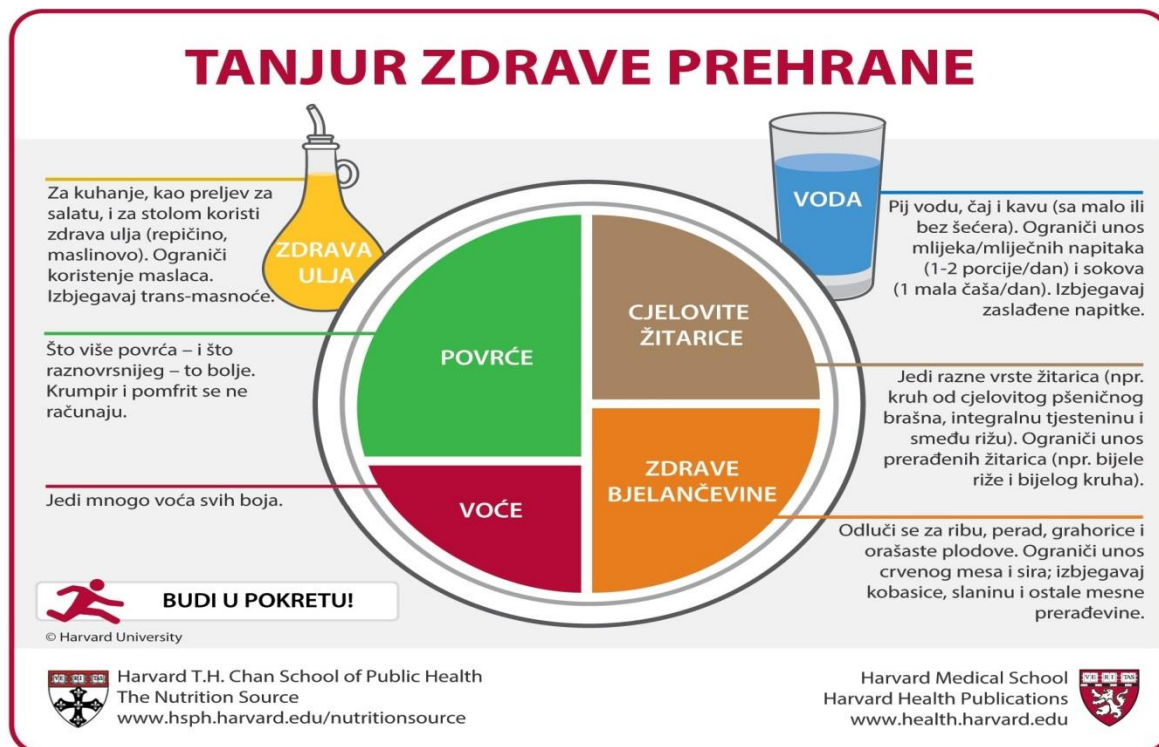 TANJUR ZDRAVE PREHRANE
Za kuhanje, kao preljev za
salatu, i za stolom koristi
zdrava ulja (repičino,
maslinovo). Ograniči
koristenje maslaca.
Izbjegavaj trans-masnoće.
ZDRAVA
ULJA
VODA
Pij vodu, čaj i kavu (sa malo ili
bez šećera). Ograniči unos
mlijeka/mliječnih napitaka
(1-2 porcije/dan) i sokova
(1 mala čaša/dan). Izbjegavaj
zaslađene napitke.
Što više povrća – i što
raznovrsnijeg – to bolje.
Krumpir i pomfrit se ne
računaju.
POVRĆE
CJELOVITE
ŽITARICE
Jedi razne vrste žitarica (npr.
kruh od cjelovitog pšeničnog
brašna, integralnu tjesteninu i
smeđu rižu). Ograniči unos
prerađenih žitarica (npr. bijele
riže i bijelog kruha).
Jedi mnogo voća svih boja.
VOĆE
ZDRAVE
BJELANČEVINE
Odluči se za ribu, perad, grahorice i
orašaste plodove. Ograniči unos
crvenog mesa i sira; izbjegavaj
kobasice, slaninu i ostale mesne
prerađevine.
BUDI U POKRETU!
© Harvard University
Harvard T.H. Chan School of Public Health
The Nutrition Source
www.hsph.harvard.edu/nutritionsource
Harvard Medical School
Harvard Health Publications
www.health.harvard.edu
VE RI TAS